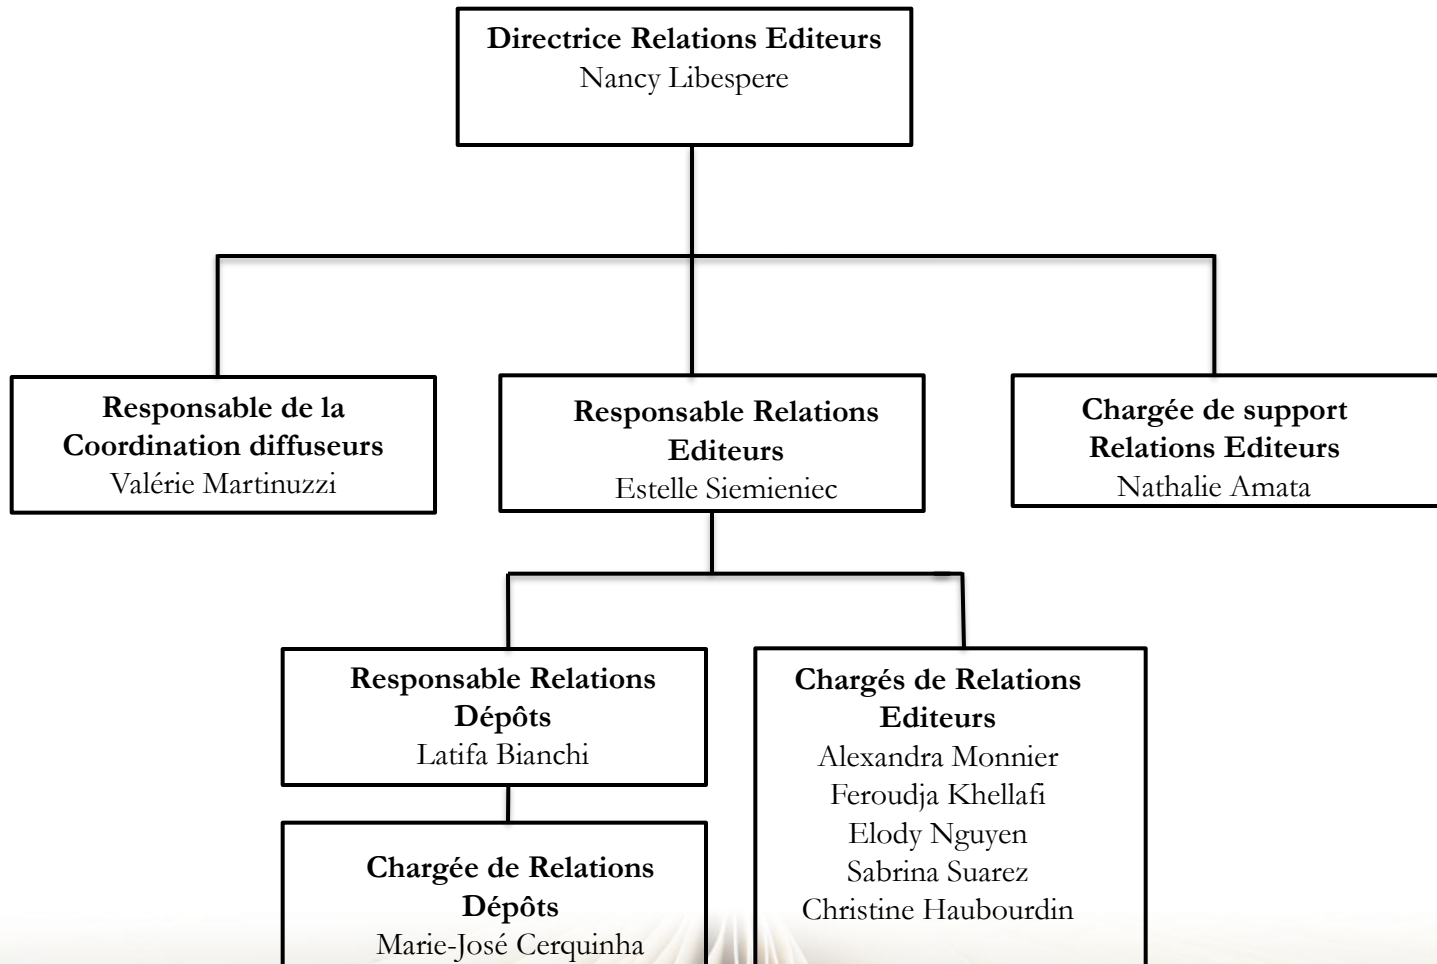 Directrice Relations Editeurs
Nancy Libespere
Responsable de la
Coordination diffuseurs
Valérie Martinuzzi
Responsable Relations
Editeurs
Estelle Siemieniec
Chargée de support
Relations Editeurs
Nathalie Amata
Responsable Relations
Dépôts
Latifa Bianchi
Chargée de Relations
Dépôts
Marie-José Cerquinha
Chargés de Relations
Editeurs
Alexandra Monnier
Feroudja Khellafi
Elody Nguyen
Sabrina Suarez
Christine Haubourdin